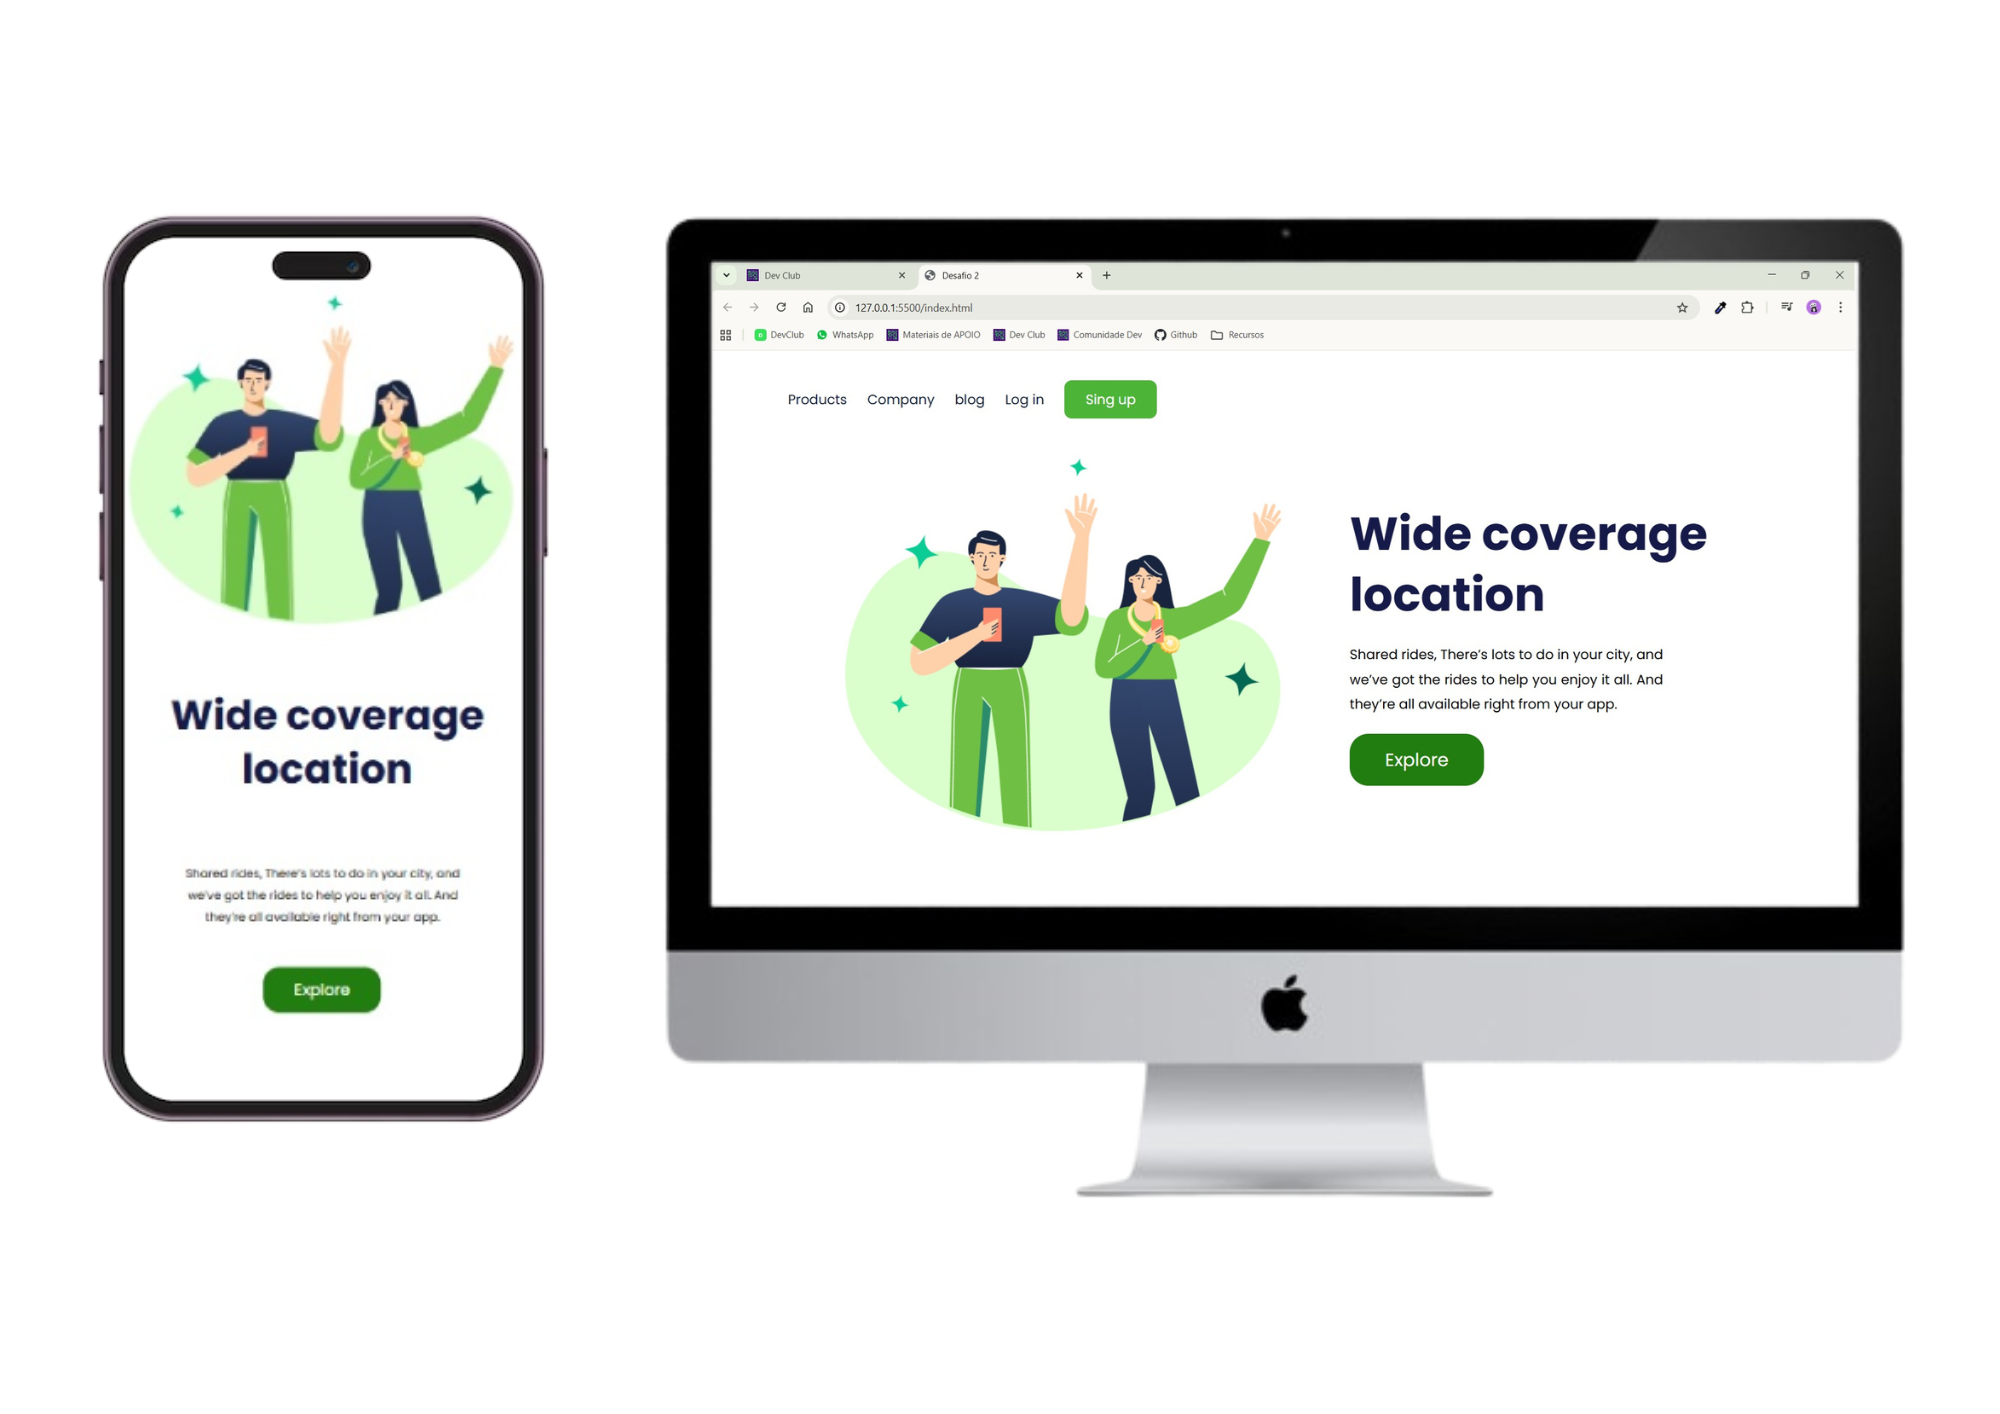 Wide coverage
location
Shared rides, There's lots to do in your city, and
we've got the rides to help you enjoy it all. And
they're all available right from your app.
Explore
Dev Club
Desafio 2
127.0.0.1:5500/index.html
DevClub WhatsApp Materiais de APOIO Dev Club Comunidade Dev Github Recursos
Products Company blog Log in Sing up
Wide coverage
location
Shared rides, There's lots to do in your city, and
we've got the rides to help you enjoy it all. And
they're all available right from your app.
Explore